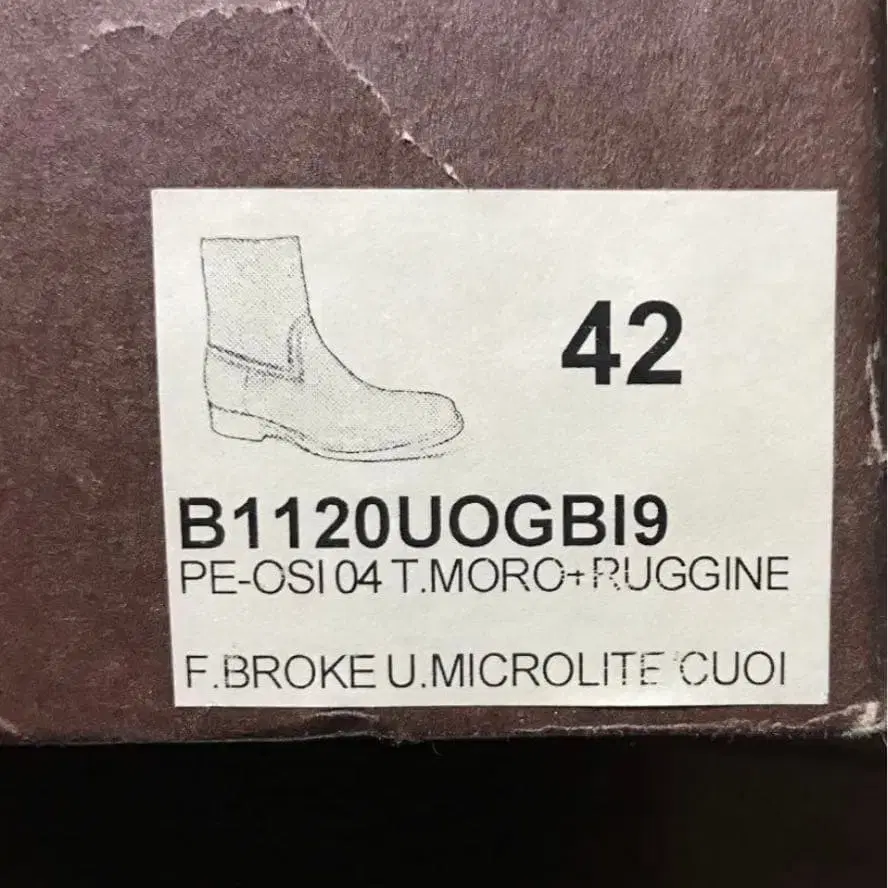 42
B1120UOGBI9
PE-OSI 04 T.MORO+RUGGINE
F.BROKE U.MICROLITE CUOI